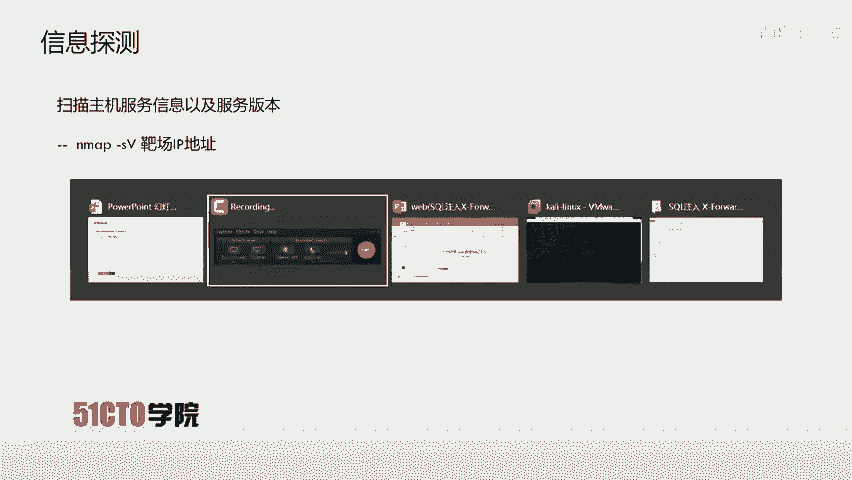 信息探测
扫描主机服务信息以及服务版本
-- nmap -sV 靶场IP地址
PowerPoint 幻灯...
Recording...
web(SQL注入X-Forw...
kali-linux - VMwa...
SQL注入 X-Forwar...
51CTO学院